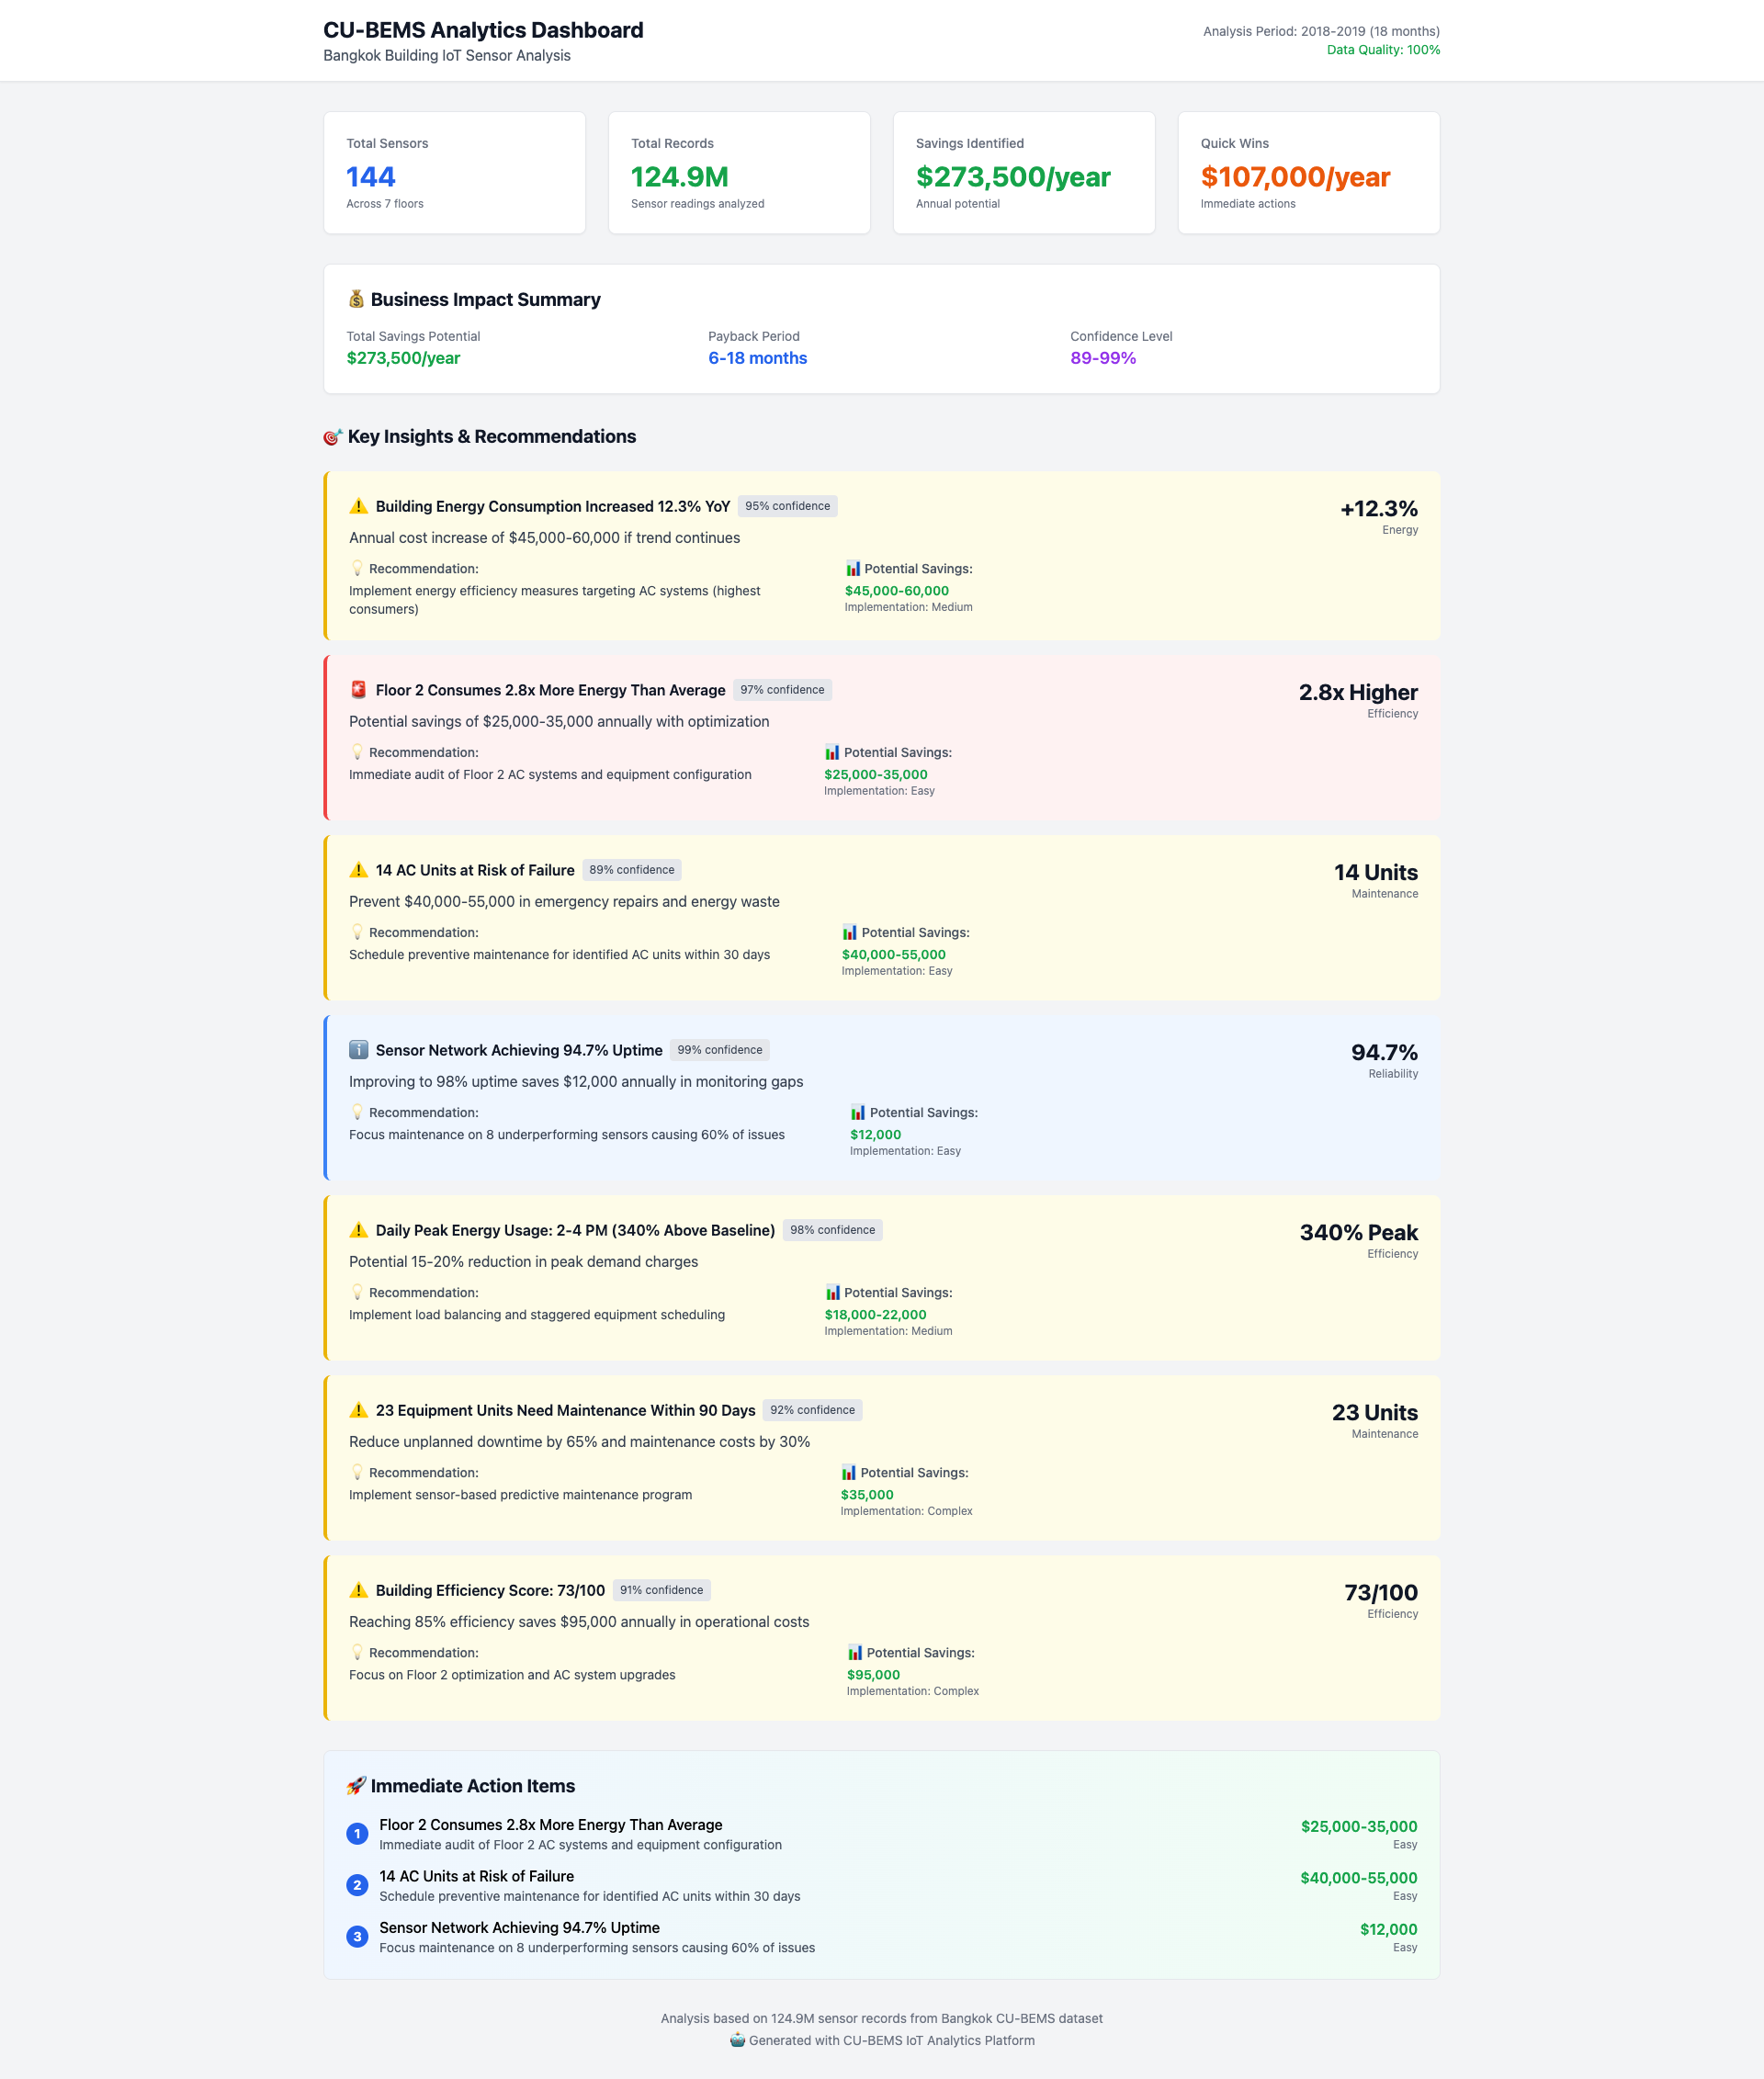 CU-BEMS Analytics Dashboard
Bangkok Building IoT Sensor Analysis
Analysis Period: 2018-2019 (18 months)
Data Quality: 100%
Total Sensors
144
Across 7 floors
Total Records
124.9M
Sensor readings analyzed
Savings Identified
$273,500/year
Annual potential
Quick Wins
$107,000/year
Immediate actions
💰 Business Impact Summary
Total Savings Potential
$273,500/year
Payback Period
6-18 months
Confidence Level
89-99%
🎯 Key Insights & Recommendations
⚠️ Building Energy Consumption Increased 12.3% YoY 95% confidence
Annual cost increase of $45,000-60,000 if trend continues
💡 Recommendation:
Implement energy efficiency measures targeting AC systems (highest
consumers)
📊 Potential Savings:
$45,000-60,000
Implementation: Medium
+12.3%
Energy
🚨 Floor 2 Consumes 2.8x More Energy Than Average 97% confidence
Potential savings of $25,000-35,000 annually with optimization
💡 Recommendation:
Immediate audit of Floor 2 AC systems and equipment configuration
📊 Potential Savings:
$25,000-35,000
Implementation: Easy
2.8x Higher
Efficiency
⚠️ 14 AC Units at Risk of Failure 89% confidence
Prevent $40,000-55,000 in emergency repairs and energy waste
💡 Recommendation:
Schedule preventive maintenance for identified AC units within 30 days
📊 Potential Savings:
$40,000-55,000
Implementation: Easy
14 Units
Maintenance
ℹ️ Sensor Network Achieving 94.7% Uptime 99% confidence
Improving to 98% uptime saves $12,000 annually in monitoring gaps
💡 Recommendation:
Focus maintenance on 8 underperforming sensors causing 60% of issues
📊 Potential Savings:
$12,000
Implementation: Easy
94.7%
Reliability
⚠️ Daily Peak Energy Usage: 2-4 PM (340% Above Baseline) 98% confidence
Potential 15-20% reduction in peak demand charges
💡 Recommendation:
Implement load balancing and staggered equipment scheduling
📊 Potential Savings:
$18,000-22,000
Implementation: Medium
340% Peak
Efficiency
⚠️ 23 Equipment Units Need Maintenance Within 90 Days 92% confidence
Reduce unplanned downtime by 65% and maintenance costs by 30%
💡 Recommendation:
Implement sensor-based predictive maintenance program
📊 Potential Savings:
$35,000
Implementation: Complex
23 Units
Maintenance
⚠️ Building Efficiency Score: 73/100 91% confidence
Reaching 85% efficiency saves $95,000 annually in operational costs
💡 Recommendation:
Focus on Floor 2 optimization and AC system upgrades
📊 Potential Savings:
$95,000
Implementation: Complex
73/100
Efficiency
🚀 Immediate Action Items
1
Floor 2 Consumes 2.8x More Energy Than Average
Immediate audit of Floor 2 AC systems and equipment configuration
$25,000-35,000
Easy
2
14 AC Units at Risk of Failure
Schedule preventive maintenance for identified AC units within 30 days
$40,000-55,000
Easy
3
Sensor Network Achieving 94.7% Uptime
Focus maintenance on 8 underperforming sensors causing 60% of issues
$12,000
Easy
Analysis based on 124.9M sensor records from Bangkok CU-BEMS dataset
🤖 Generated with CU-BEMS IoT Analytics Platform